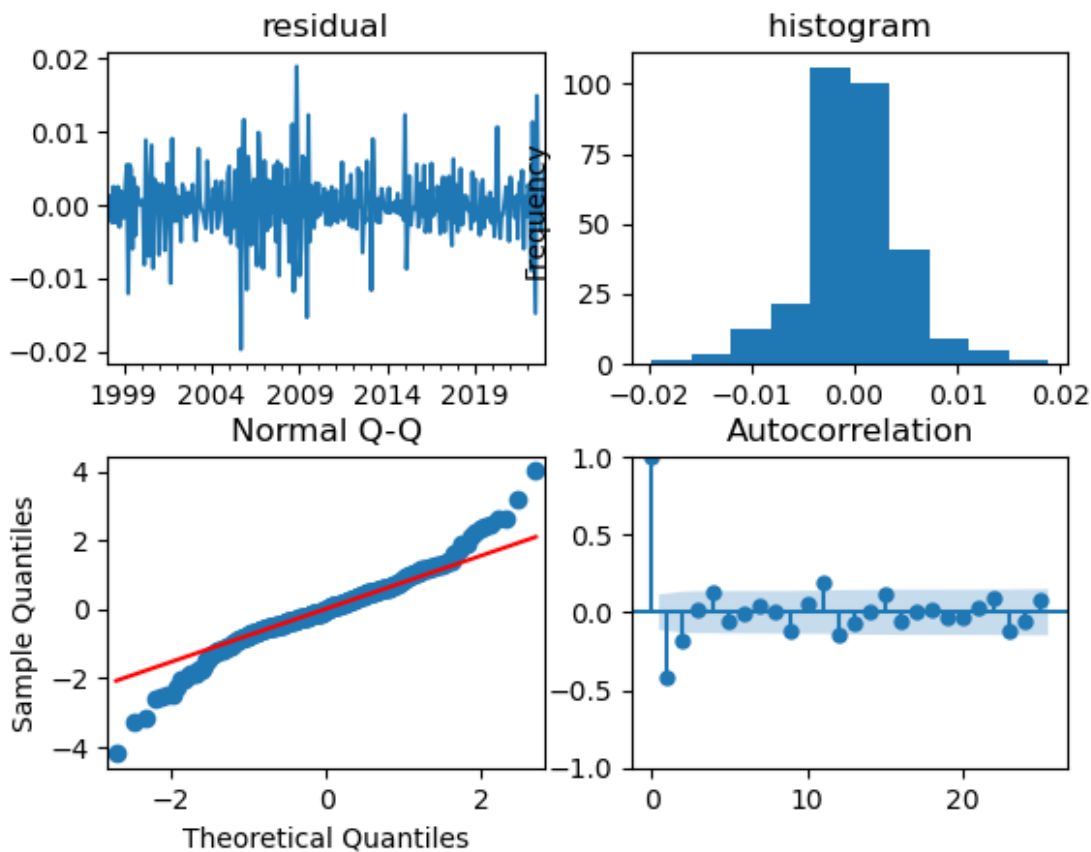 residual
0.02
0.01
0.00
−0.01
−0.02
1999 2004 2009 2014 2019
histogram
Frequency
100
75
50
25
0
−0.02 −0.01 0.00 0.01 0.02
Normal Q-Q
Sample Quantiles
4
2
0
−2
−4
−2 0 2
Theoretical Quantiles
Autocorrelation
1.0
0.5
0.0
−0.5
−1.0
0 10 20